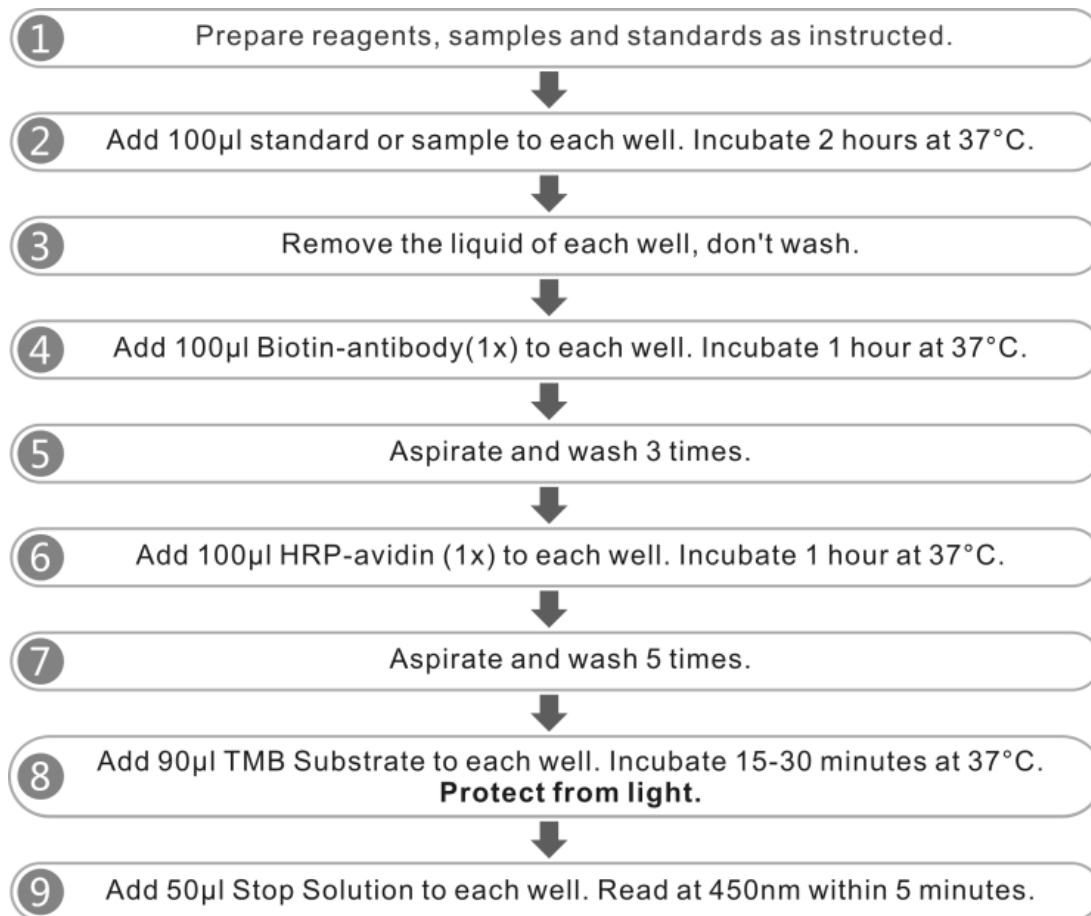 1 Prepare reagents, samples and standards as instructed.
2 Add 100µl standard or sample to each well. Incubate 2 hours at 37°C.
3 Remove the liquid of each well, don't wash.
4 Add 100µl Biotin-antibody(1x) to each well. Incubate 1 hour at 37°C.
5 Aspirate and wash 3 times.
6 Add 100µl HRP-avidin (1x) to each well. Incubate 1 hour at 37°C.
7 Aspirate and wash 5 times.
8 Add 90µl TMB Substrate to each well. Incubate 15-30 minutes at 37°C.
Protect from light.
9 Add 50µl Stop Solution to each well. Read at 450nm within 5 minutes.